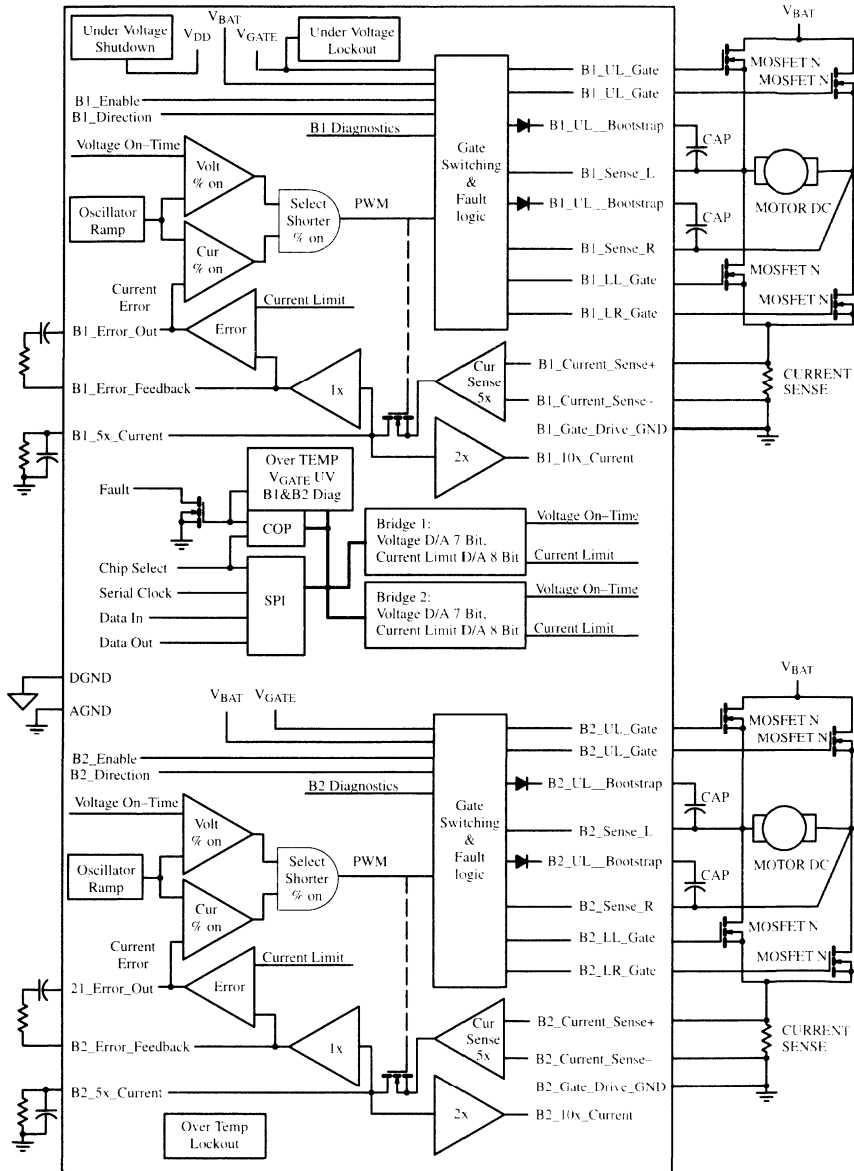 Under Voltage
Shutdown
VDD
VBAT
VGATE
Under Voltage
Lockout
VBAT
MOSFET N
MOSFET N
B1_UL_Gate
B1_UL_Gate
B1_Enable
B1_Direction
B1 Diagnostics
B1_UL__Bootstrap
CAP
Voltage On–Time
Volt
% on
Gate
Switching
&
Fault
logic
B1_Sense_L
MOTOR DC
Oscillator
Ramp
Select
Shorter
% on
PWM
B1_UL__Bootstrap
CAP
Cur
% on
B1_Sense_R
MOSFET N
B1_LL_Gate
MOSFET N
Current
Error
Current Limit
B1_LR_Gate
B1_Error_Out
Error
B1_Error_Feedback
1x
Cur
Sense
5x
B1_Current_Sense+
CURRENT
SENSE
B1_Current_Sense–
B1_5x_Current
B1_Gate_Drive_GND
2x
B1_10x_Current
Over TEMP
VGATE UV
B1&B2 Diag
Fault
COP
Bridge 1:
Voltage D/A 7 Bit,
Current Limit D/A 8 Bit
Voltage On–Time
Current Limit
Chip Select
Serial Clock
SPI
Data In
Data Out
Bridge 2:
Voltage D/A 7 Bit,
Current Limit D/A 8 Bit
Voltage On–Time
Current Limit
DGND
AGND
VBAT
VGATE
VBAT
MOSFET N
MOSFET N
B2_UL_Gate
B2_UL_Gate
B2_Enable
B2_Direction
B2 Diagnostics
B2_UL__Bootstrap
CAP
Voltage On–Time
Volt
% on
Gate
Switching
&
Fault
logic
B2_Sense_L
MOTOR DC
Oscillator
Ramp
Select
Shorter
% on
PWM
B2_UL__Bootstrap
CAP
Cur
% on
B2_Sense_R
MOSFET N
B2_LL_Gate
MOSFET N
Current
Error
Current Limit
B2_LR_Gate
21_Error_Out
Error
B2_Error_Feedback
1x
Cur
Sense
5x
B2_Current_Sense+
CURRENT
SENSE
B2_Current_Sense–
B2_5x_Current
B2_Gate_Drive_GND
2x
B2_10x_Current
Over Temp
Lockout